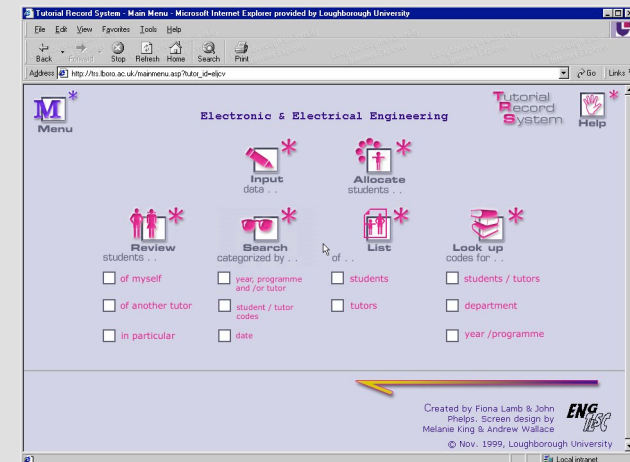 Tutorial Record System - Main Menu - Microsoft Internet Explorer provided by Loughborough University
File Edit View Favorites Tools Help
Back Forward Stop Refresh Home Search Print
Address http://trs.lboro.ac.uk/mainmenu.asp?tutor_id=eljcv Go Links
M
Menu
Electronic & Electrical Engineering
Tutorial
Record
System
Help
Input
data . .
Allocate
students . .
Review
students . .
Search
categorized by . .
List
of . .
Look up
codes for . .
of myself
year, programme
and /or tutor
students
students / tutors
of another tutor
student / tutor
codes
tutors
department
in particular
date
year /programme
Created by Fiona Lamb & John
Phelps. Screen design by
Melanie King & Andrew Wallace
ENG
© Nov. 1999, Loughborough University
Local intranet